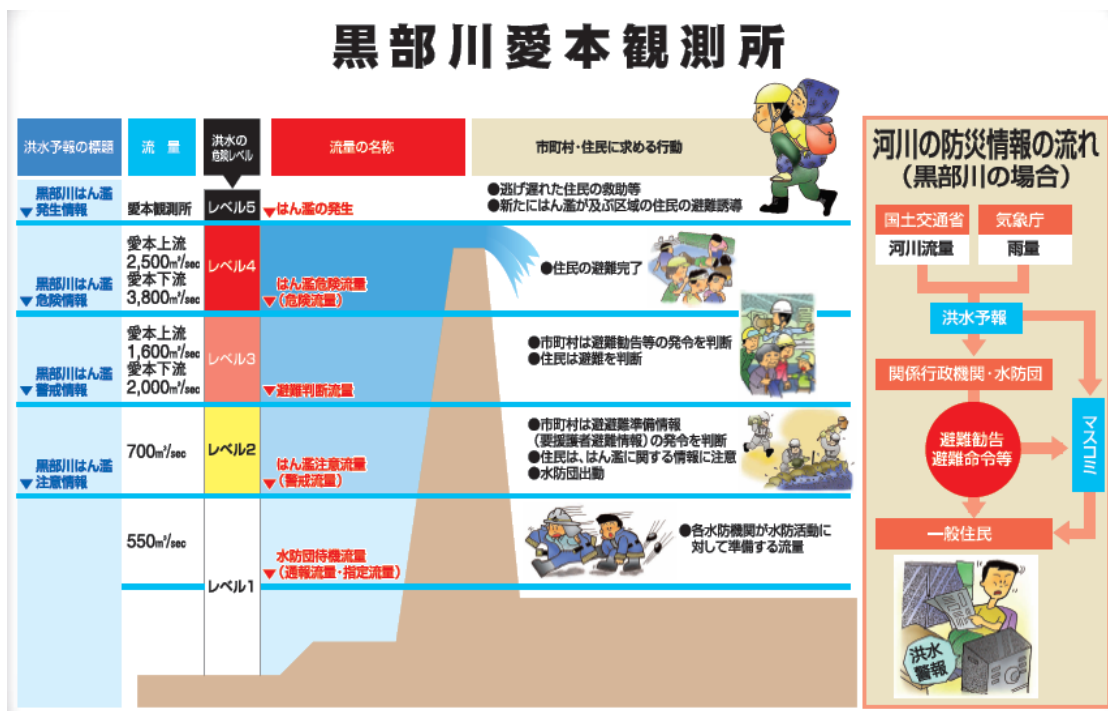 黒部川愛本観測所
洪水予報の標題
流量
洪水の
危険レベル
流量の名称
市町村・住民に求める行動
黒部川はん濫
▼発生情報
愛本観測所
レベル5
▼はん濫の発生
●逃げ遅れた住民の救助等
●新たにはん濫が及ぶ区域の住民の避難誘導
黒部川はん濫
▼危険情報
愛本上流
2,500m³/sec
愛本下流
3,800m³/sec
レベル4
はん濫危険流量
▼(危険流量)
●住民の避難完了
黒部川はん濫
▼警戒情報
愛本上流
1,600m³/sec
愛本下流
2,000m³/sec
レベル3
▼避難判断流量
●市町村は避難勧告等の発令を判断
●住民は避難を判断
黒部川はん濫
▼注意情報
700m³/sec
レベル2
はん濫注意流量
▼(警戒流量)
●市町村は避避難準備情報
(要援護者避難情報)の発令を判断
●住民は、はん濫に関する情報に注意
●水防団出動
550m³/sec
レベル1
水防団待機流量
▼(通報流量・指定流量)
●各水防機関が水防活動に
対して準備する流量
河川の防災情報の流れ
(黒部川の場合)
国土交通省
河川流量
気象庁
雨量
洪水予報
関係行政機関・水防団
避難勧告
避難命令等
マスコミ
一般住民
洪水
警報